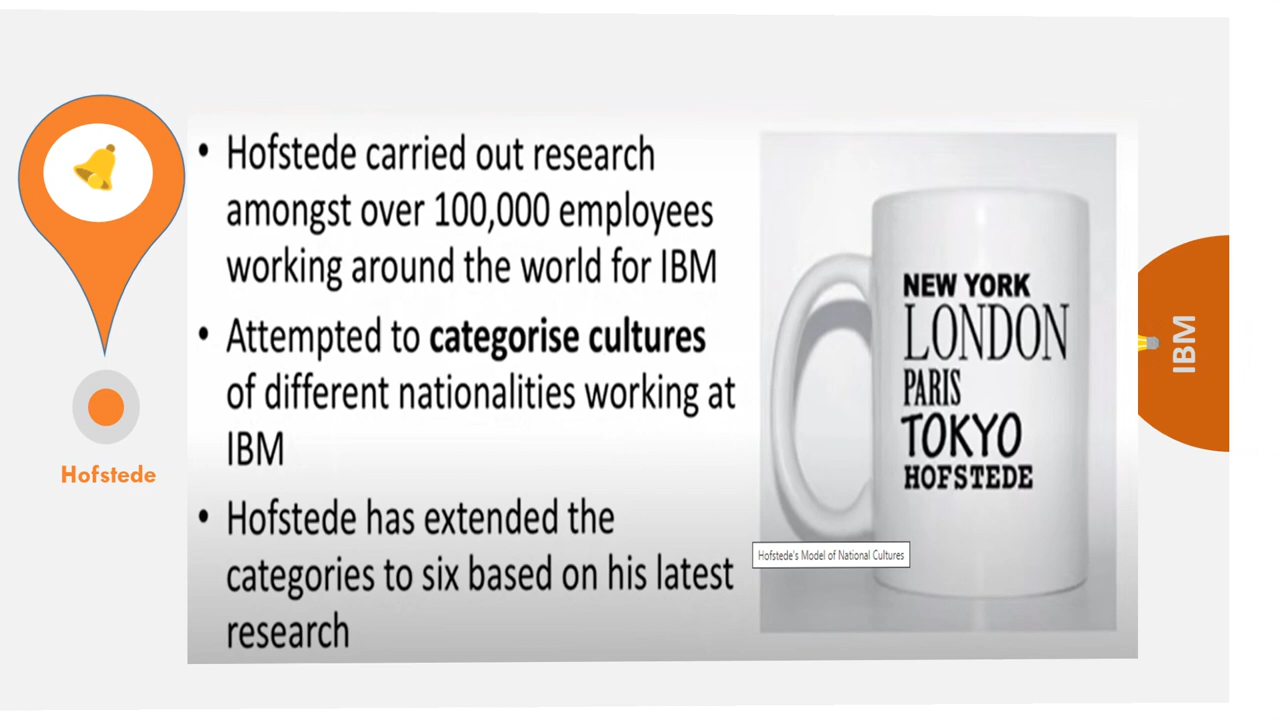 • Hofstede carried out research
amongst over 100,000 employees
working around the world for IBM
• Attempted to categorise cultures
of different nationalities working at
IBM
• Hofstede has extended the
categories to six based on his latest
research
NEW YORK
LONDON
PARIS
TOKYO
HOFSTEDE
Hofstede's Model of National Cultures
Hofstede
IBM